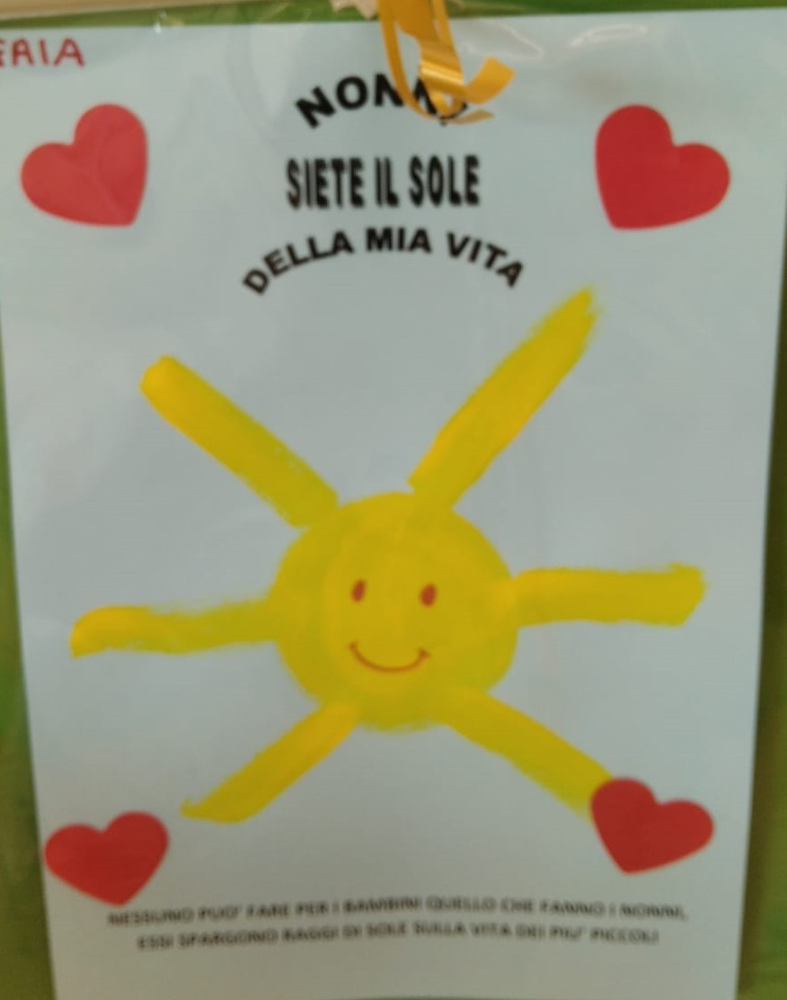 ERIA
NONNI
SIETE IL SOLE
DELLA MIA VITA
NESSUNO PUO' FARE PER I BAMBINI QUELLO CHE FANNO I NONNI,
ESSI SPARGONO RAGGI DI SOLE SULLA VITA DEI PIU' PICCOLI